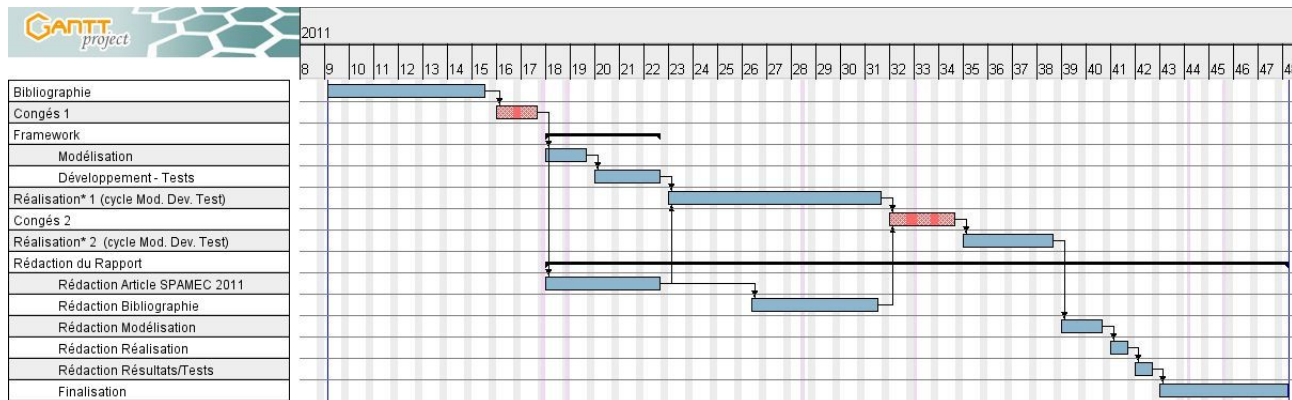 GANTT
project
2011
8 9 10 11 12 13 14 15 16 17 18 19 20 21 22 23 24 25 26 27 28 29 30 31 32 33 34 35 36 37 38 39 40 41 42 43 44 45 46 47
Bibliographie
Congés 1
Framework
Modélisation
Développement - Tests
Réalisation* 1 (cycle Mod. Dev. Test)
Congés 2
Réalisation* 2 (cycle Mod. Dev. Test)
Rédaction du Rapport
Rédaction Article SPAMEC 2011
Rédaction Bibliographie
Rédaction Modélisation
Rédaction Réalisation
Rédaction Résultats/Tests
Finalisation